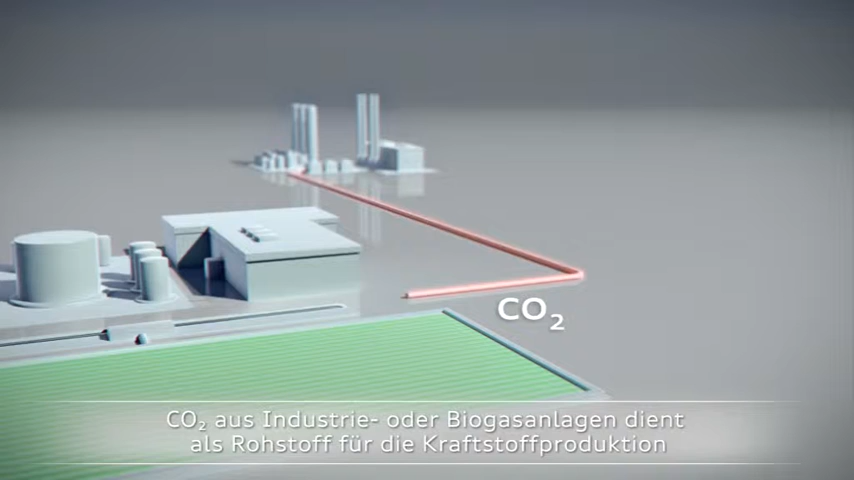 CO₂
CO₂ aus Industrie- oder Biogasanlagen dient
als Rohstoff für die Kraftstoffproduktion